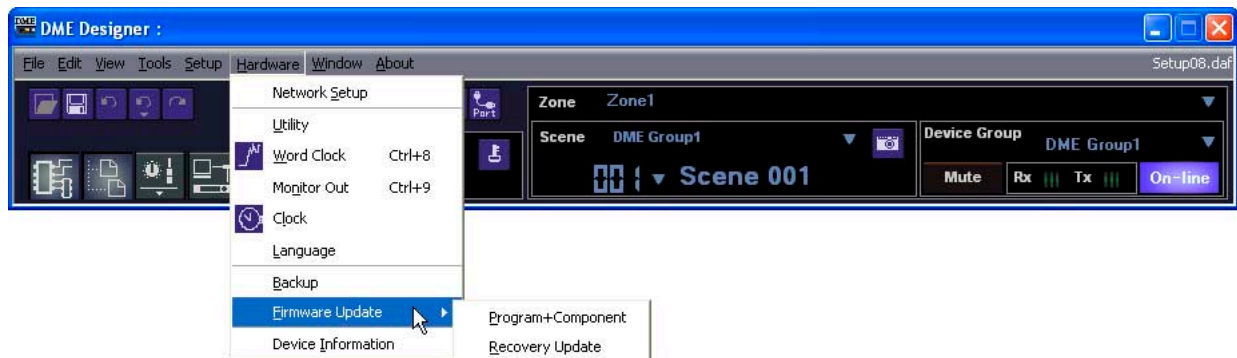 DME Designer :
File Edit View Tools Setup Hardware Window About Setup08.daf
Network Setup
Utility
Word Clock Ctrl+8
Monitor Out Ctrl+9
Clock
Language
Backup
Firmware Update
Device Information
Program+Component
Recovery Update
Port
Zone Zone1
Scene DME Group1
001 Scene 001
Device Group DME Group1
Mute Rx Tx On-line